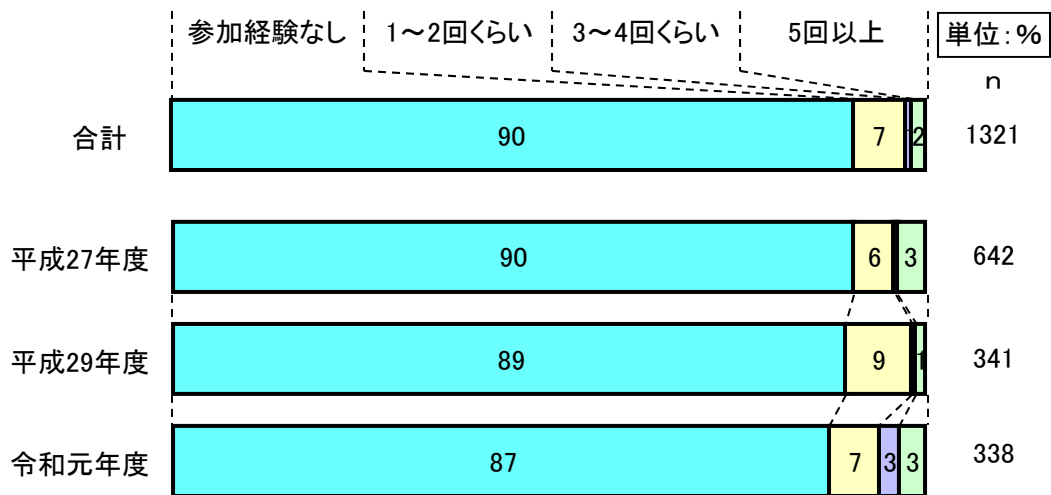 参加経験なし 1～2回くらい 3～4回くらい 5回以上 単位：％
n
合計 90 7 1 2 1321
平成27年度 90 6 3 642
平成29年度 89 9 1 341
令和元年度 87 7 3 3 338